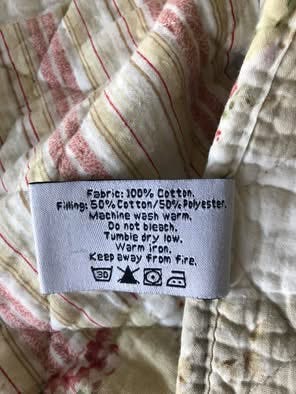 Fabric: 100% Cotton.
Filling: 50% Cotton/50% Polyester.
Machine wash warm.
Do not bleach.
Tumble dry low.
Warm iron.
Keep away from fire.
30